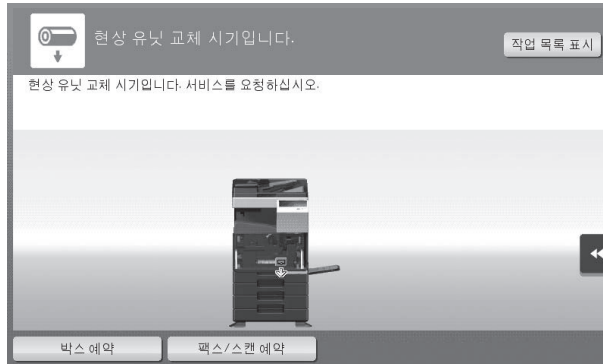 현상 유닛 교체 시기입니다.
작업 목록 표시
현상 유닛 교체 시기입니다. 서비스를 요청하십시오.
박스 예약
팩스/스캔 예약